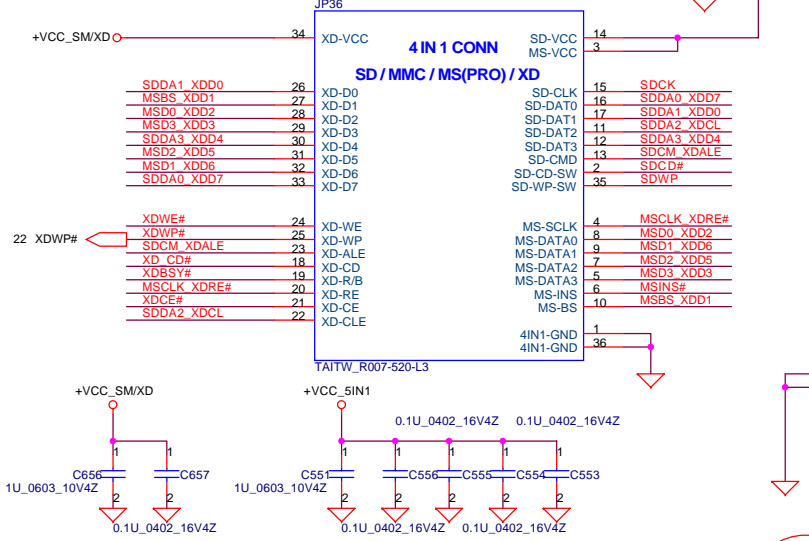 JP36
+VCC_SM/XD 34 XD-VCC 4 IN 1 CONN SD-VCC 14
MS-VCC 3
SD / MMC / MS(PRO) / XD
SDDA1_XDD0 26 XD-D0 SD-CLK 15 SDCK
MSBS_XDD1 27 XD-D1 SD-DAT0 16 SDDA0_XDD7
MSD0_XDD2 28 XD-D2 SD-DAT1 17 SDDA1_XDD0
MSD3_XDD3 29 XD-D3 SD-DAT2 11 SDDA2_XDCL
SDDA3_XDD4 30 XD-D4 SD-DAT3 12 SDDA3_XDD4
MSD2_XDD5 31 XD-D5 SD-CMD 13 SDCM_XDALE
MSD1_XDD6 32 XD-D6 SD-CD-SW 2 SDCD#
SDDA0_XDD7 33 XD-D7 SD-WP-SW 35 SDWP
XDWE# 24 XD-WE MS-SCLK 4 MSCLK_XDRE#
22 XDWP# XDWP# 25 XD-WP MS-DATA0 8 MSD0_XDD2
SDCM_XDALE 23 XD-ALE MS-DATA1 9 MSD1_XDD6
XD_CD# 18 XD-CD MS-DATA2 7 MSD2_XDD5
XDBSY# 19 XD-R/B MS-DATA3 5 MSD3_XDD3
MSCLK_XDRE# 20 XD-RE MS-INS 6 MSINS#
XDCE# 21 XD-CE MS-BS 10 MSBS_XDD1
SDDA2_XDCL 22 XD-CLE
4IN1-GND 1
4IN1-GND 36
TAITW_R007-520-L3
+VCC_SM/XD +VCC_5IN1
0.1U_0402_16V4Z 0.1U_0402_16V4Z
1 1 1 1 1 1 1
C656 C657 C551 C556 C555 C554 C553
1U_0603_10V4Z 1U_0603_10V4Z
2 2 2 2 2 2 2
0.1U_0402_16V4Z 0.1U_0402_16V4Z 0.1U_0402_16V4Z